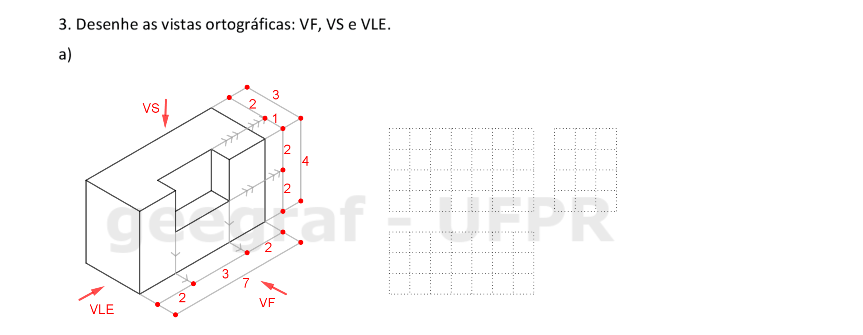 3. Desenhe as vistas ortográficas: VF, VS e VLE.
a)
VS
3
2
1
2
4
2
geegraf - UFPR
2
3
7
2
VLE
VF